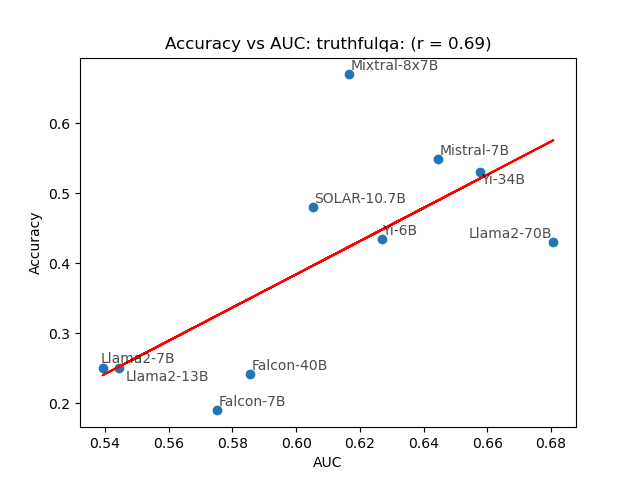 Accuracy vs AUC: truthfulqa: (r = 0.69)
Mixtral-8x7B
0.6
Mistral-7B
Yi-34B
0.5
SOLAR-10.7B
Yi-6B
Llama2-70B
Accuracy
0.4
0.3
Llama2-7B
Llama2-13B
Falcon-40B
Falcon-7B
0.2
0.54 0.56 0.58 0.60 0.62 0.64 0.66 0.68
AUC